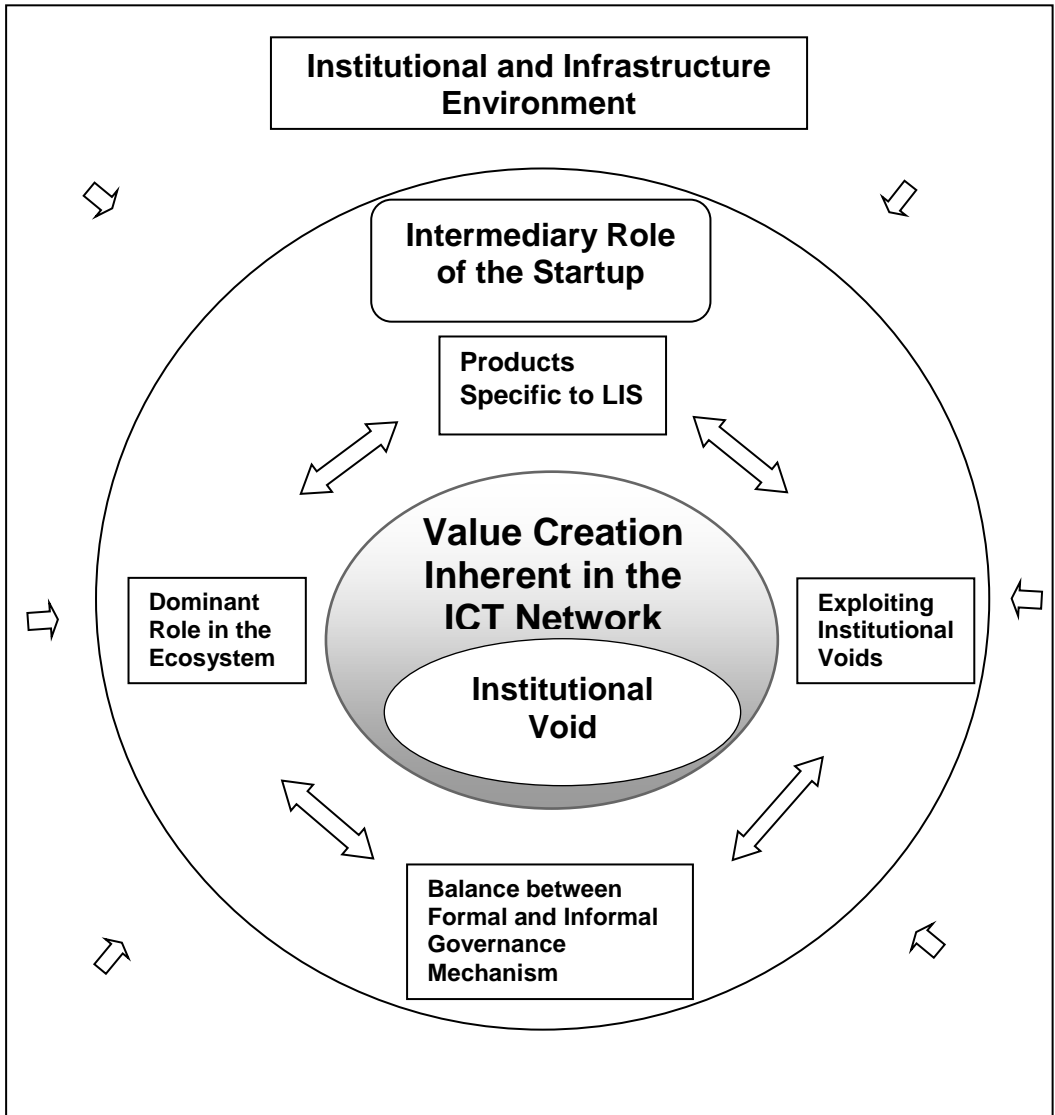 Institutional and Infrastructure
Environment
Intermediary Role
of the Startup
Products
Specific to LIS
Value Creation
Inherent in the
ICT Network
Dominant
Role in the
Ecosystem
Exploiting
Institutional
Voids
Institutional
Void
Balance between
Formal and Informal
Governance
Mechanism